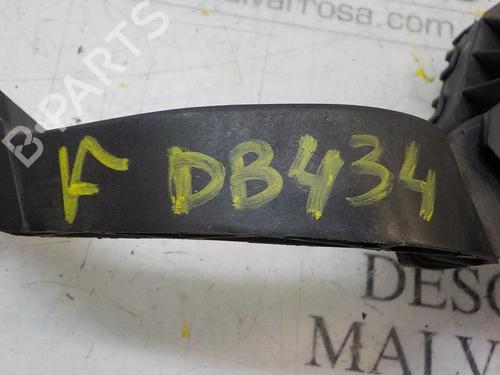 alvarrosa.com
B-PARTS
V DB434
DESG
MALV